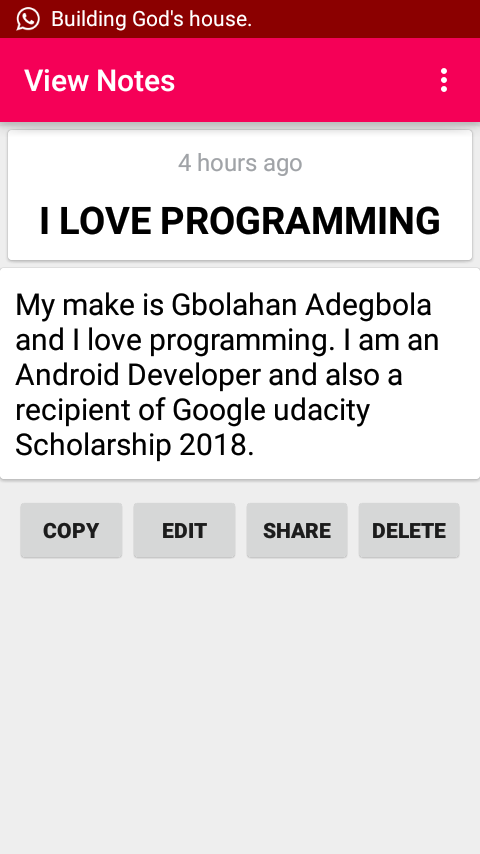 Building God's house.
View Notes
4 hours ago
I LOVE PROGRAMMING
My make is Gbolahan Adegbola
and I love programming. I am an
Android Developer and also a
recipient of Google udacity
Scholarship 2018.
COPY EDIT SHARE DELETE